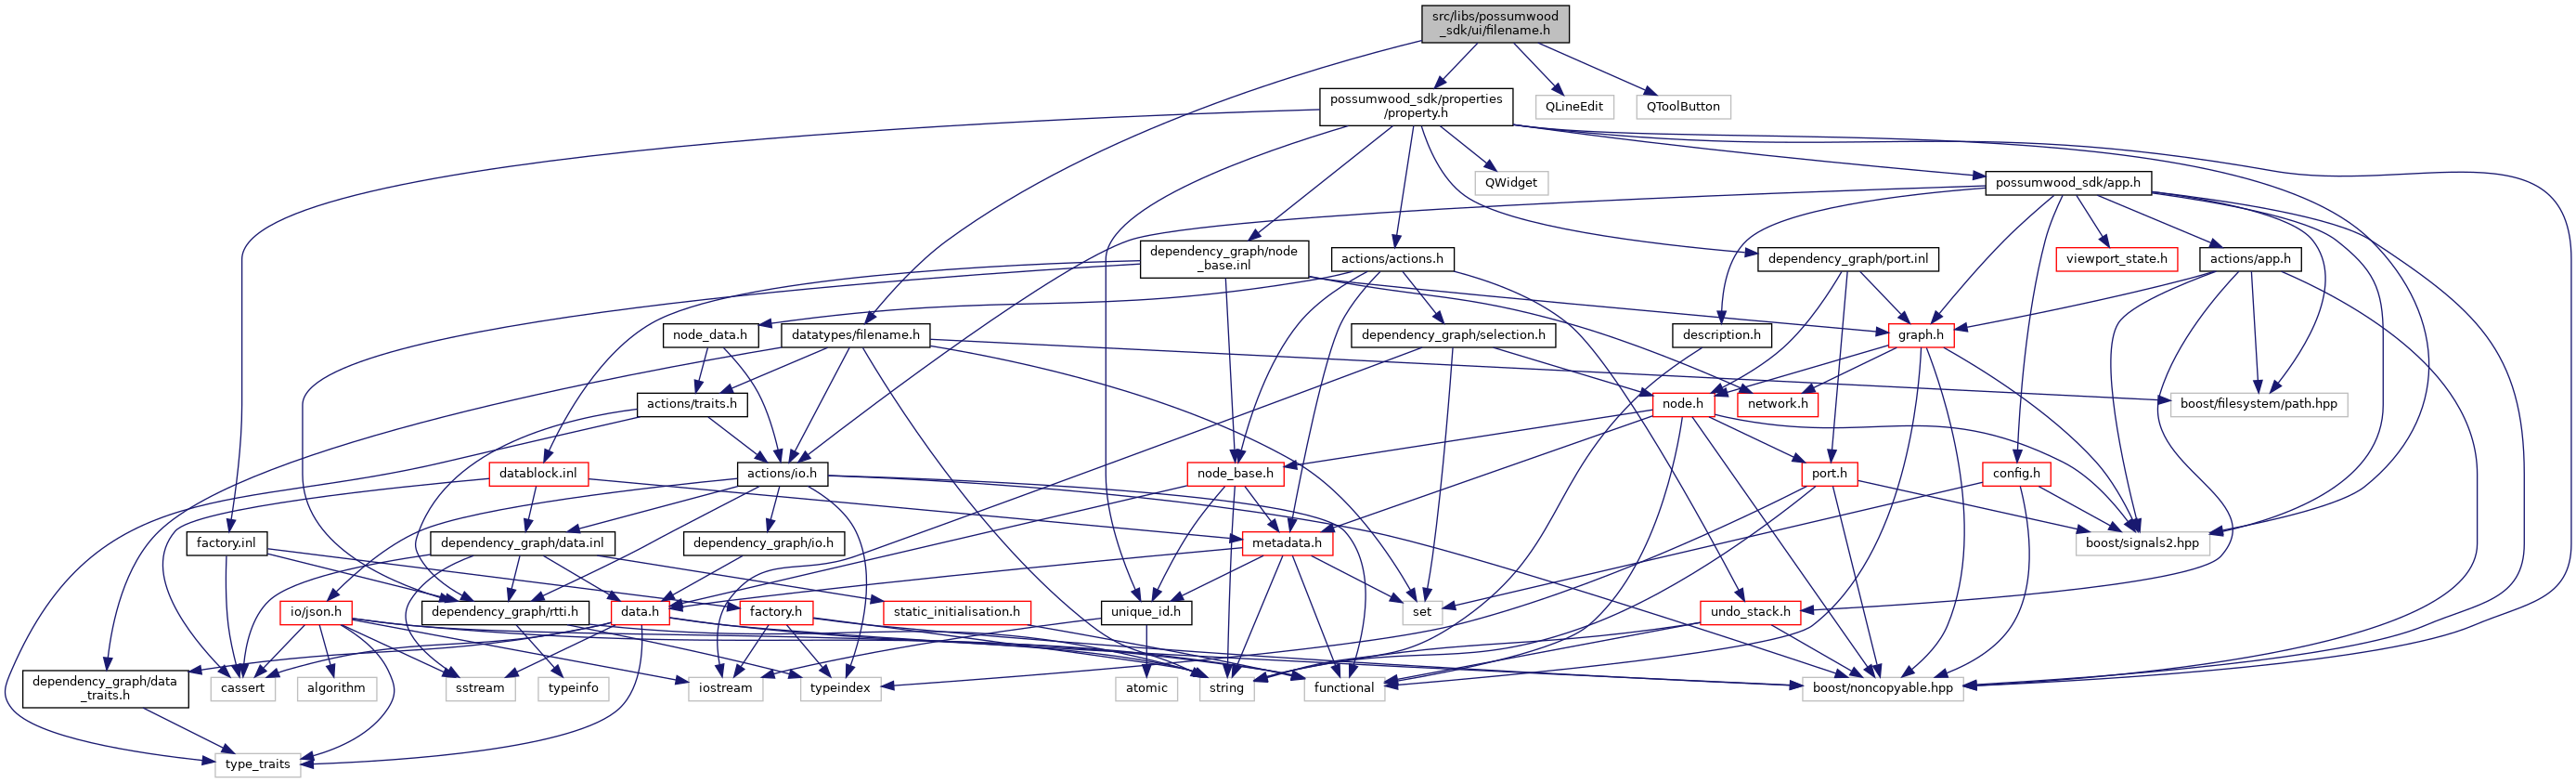 src/libs/possumwood
_sdk/ui/filename.h
possumwood_sdk/properties
/property.h
QLineEdit
QToolButton
QWidget
possumwood_sdk/app.h
dependency_graph/node
_base.inl
actions/actions.h
dependency_graph/port.inl
viewport_state.h
actions/app.h
node_data.h
datatypes/filename.h
dependency_graph/selection.h
description.h
graph.h
actions/traits.h
node.h
network.h
boost/filesystem/path.hpp
datablock.inl
actions/io.h
node_base.h
port.h
config.h
factory.inl
dependency_graph/data.inl
dependency_graph/io.h
metadata.h
boost/signals2.hpp
io/json.h
dependency_graph/rtti.h
data.h
factory.h
static_initialisation.h
unique_id.h
set
undo_stack.h
dependency_graph/data
_traits.h
cassert
algorithm
sstream
typeinfo
iostream
typeindex
atomic
string
functional
boost/noncopyable.hpp
type_traits